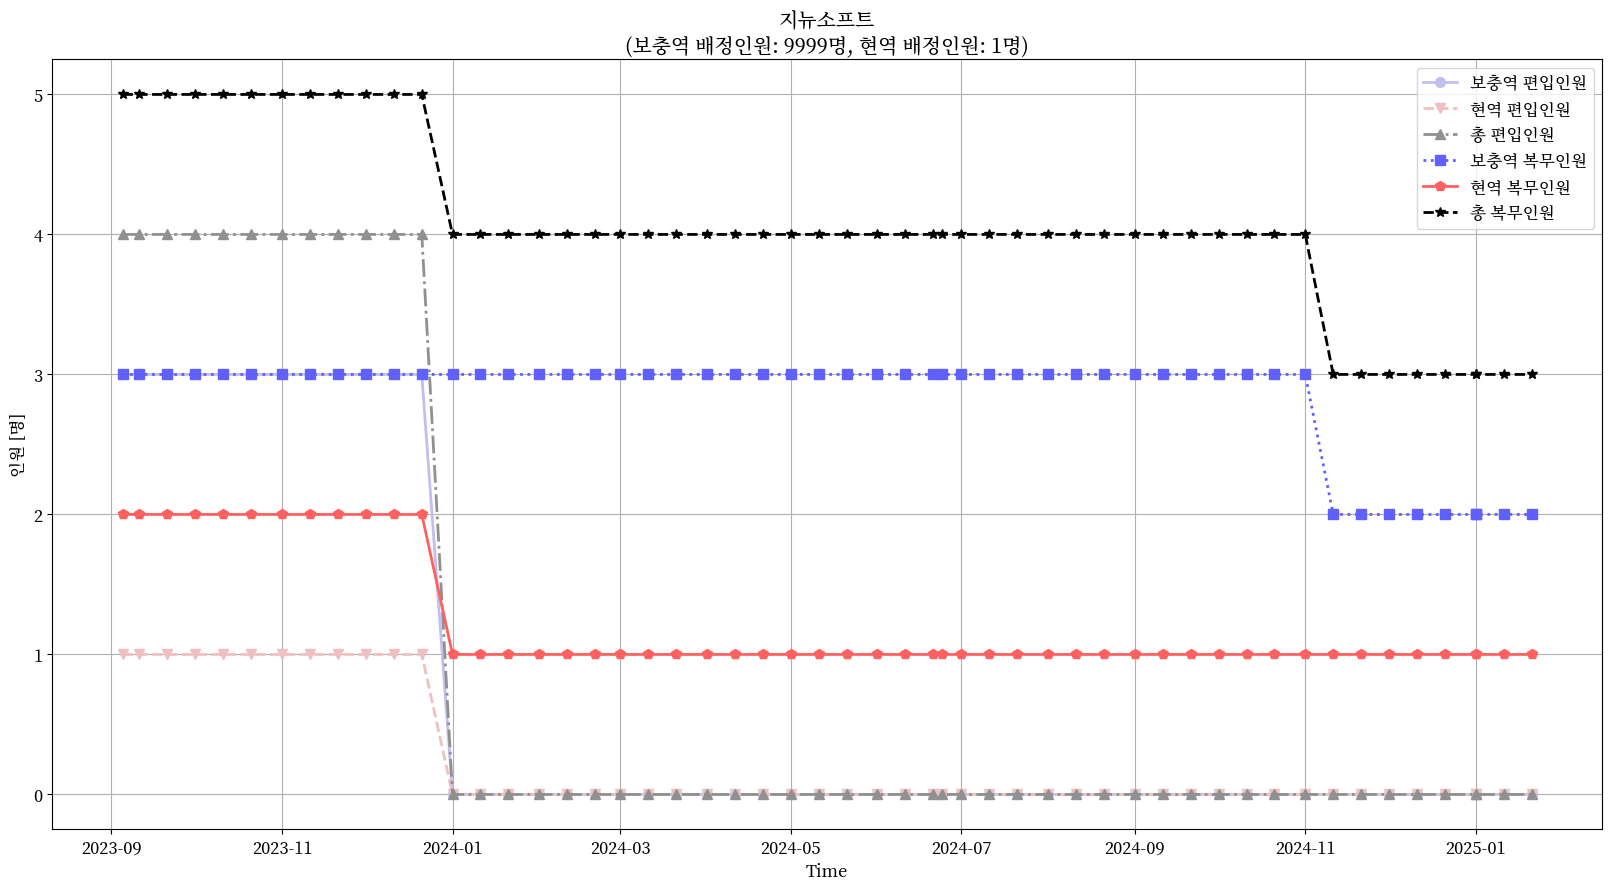 지뉴소프트
(보충역 배정인원: 9999명, 현역 배정인원: 1명)
보충역 편입인원
현역 편입인원
총 편입인원
보충역 복무인원
현역 복무인원
총 복무인원
인원 [명]
5
4
3
2
1
0
2023-09 2023-11 2024-01 2024-03 2024-05 2024-07 2024-09 2024-11 2025-01
Time